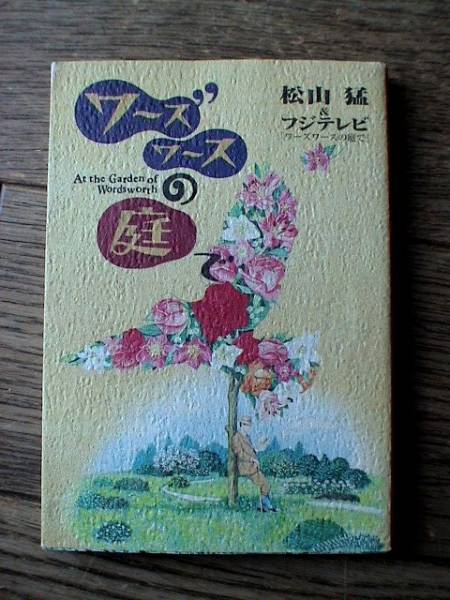 ワーズ
ワース
の
庭
で
At the Garden of
Wordsworth
松山 猛
&
フジテレビ
「ワーズワースの庭で」